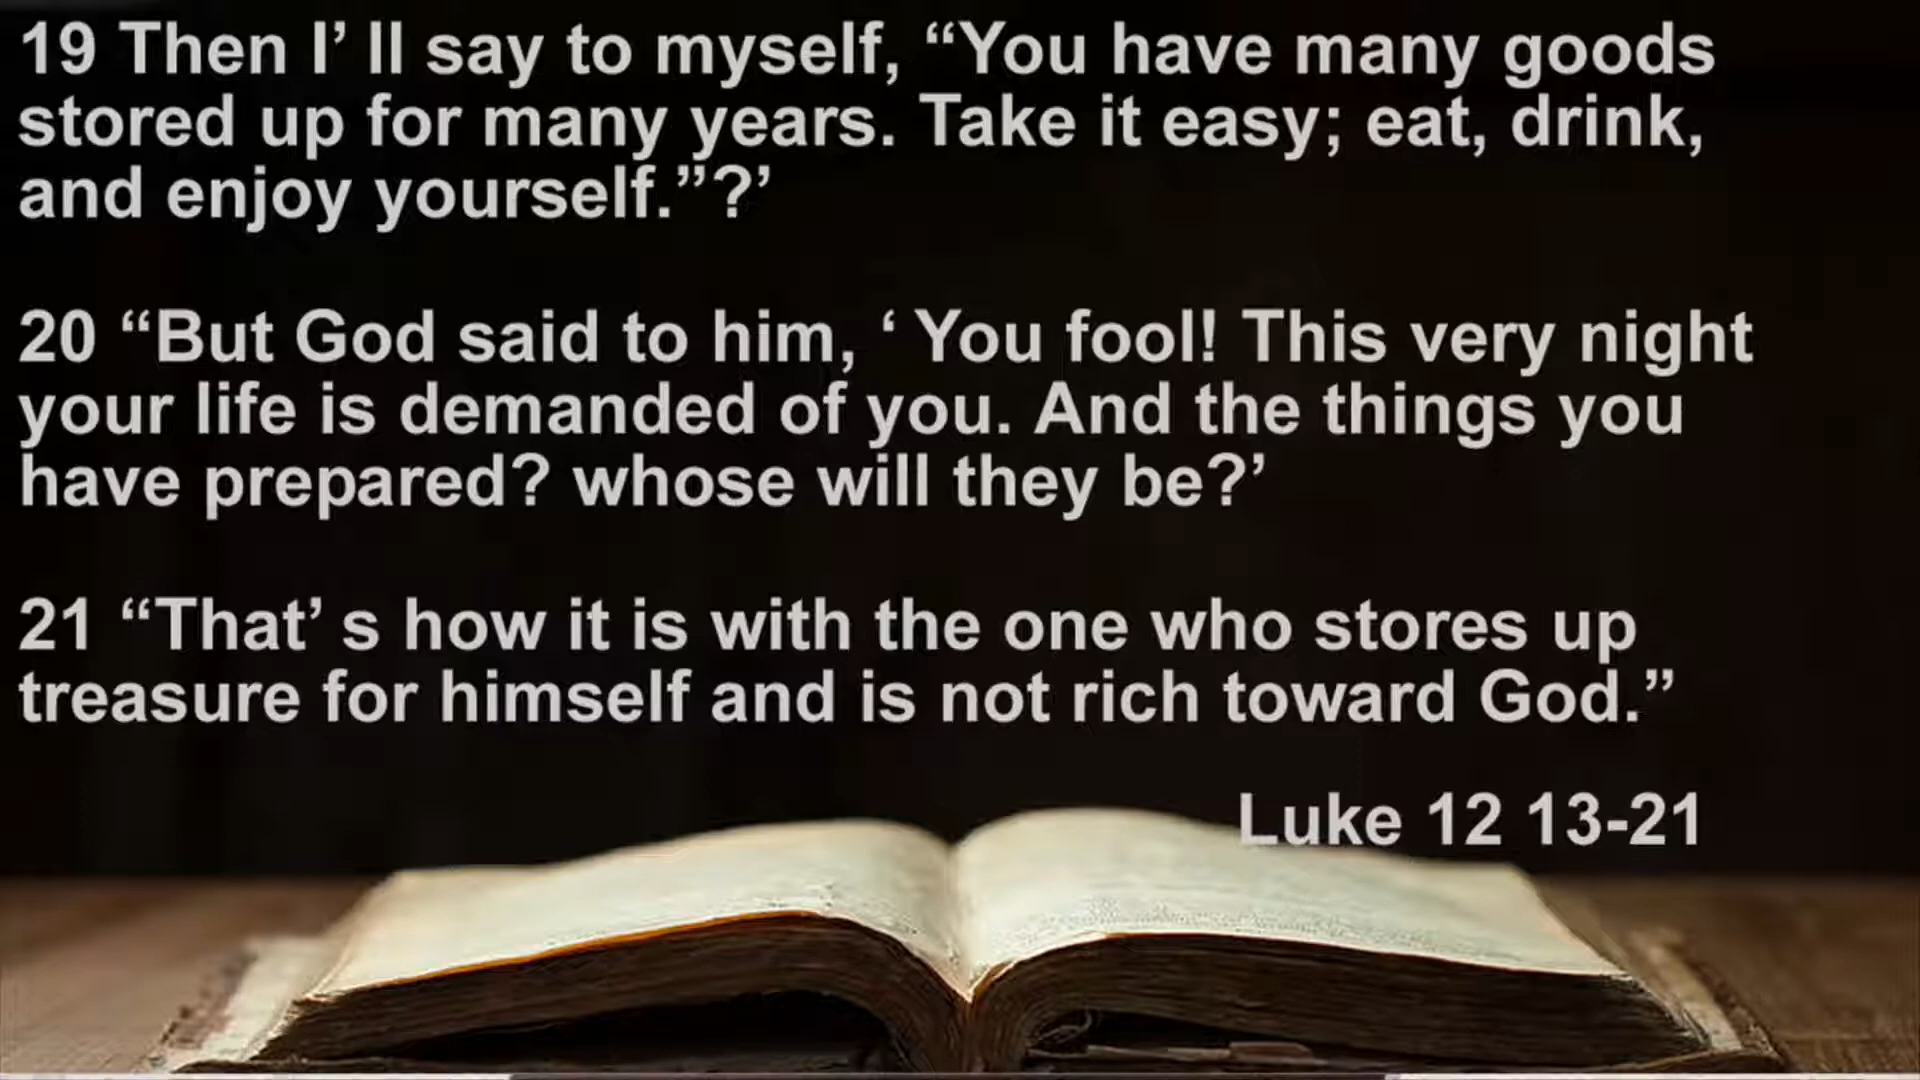 19 Then I’ ll say to myself, “You have many goods
stored up for many years. Take it easy; eat, drink,
and enjoy yourself.”?’
20 “But God said to him, ‘ You fool! This very night
your life is demanded of you. And the things you
have prepared? whose will they be?’
21 “That’ s how it is with the one who stores up
treasure for himself and is not rich toward God.”
Luke 12 13-21